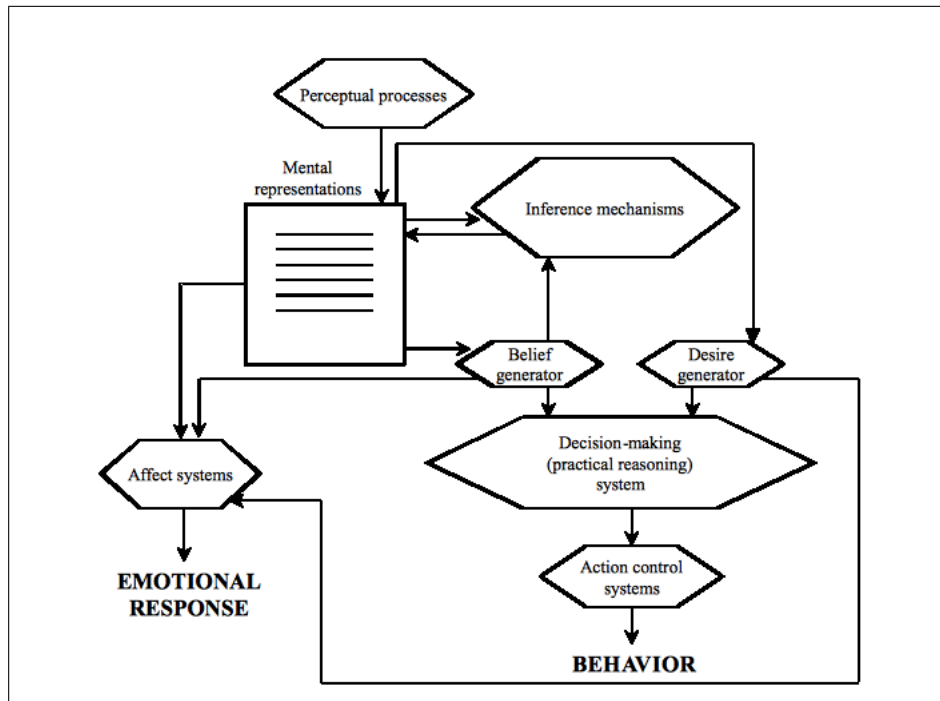 Perceptual processes
Mental
representations
Inference mechanisms
Belief
generator
Desire
generator
Decision-making
(practical reasoning)
system
Affect systems
Action control
systems
EMOTIONAL
RESPONSE
BEHAVIOR